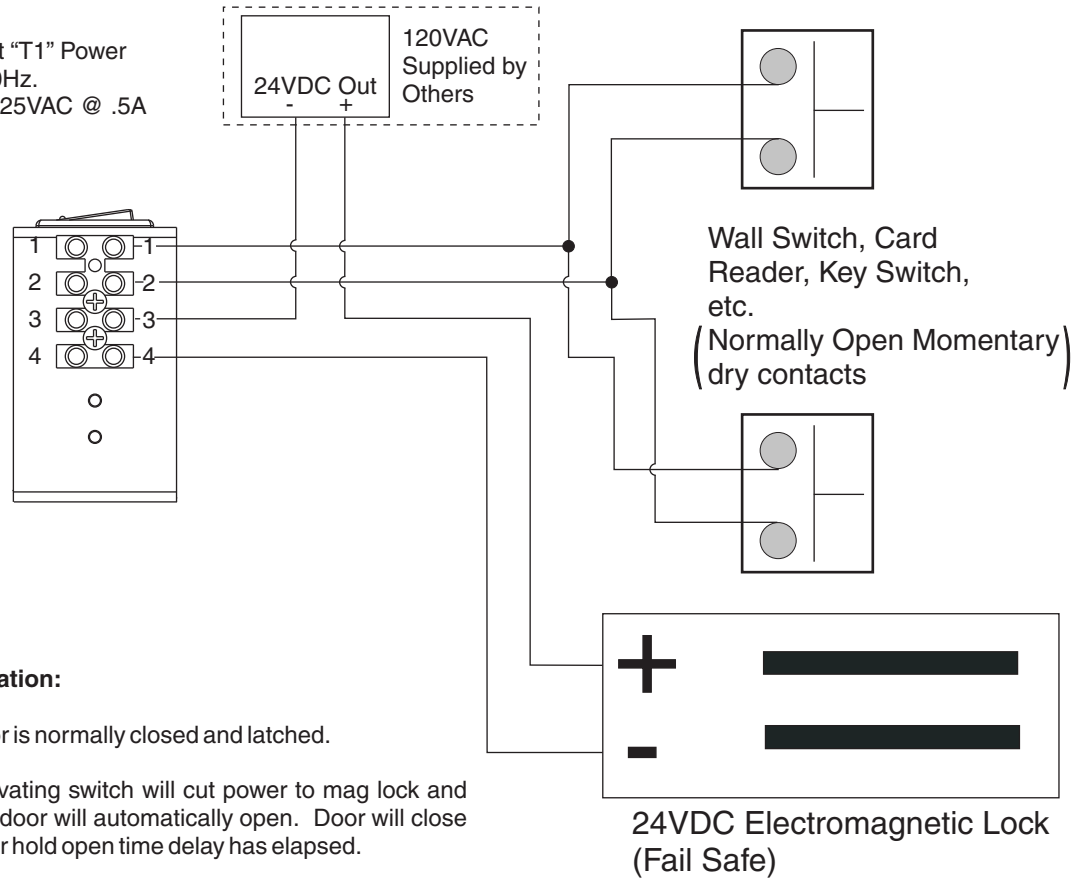 t “T1” Power
0Hz.
25VAC @ .5A
120VAC
Supplied by
Others
24VDC Out
- +
1 1
2 2
3 3
4 4
Wall Switch, Card
Reader, Key Switch,
etc.
(Normally Open Momentary
dry contacts)
+
-
24VDC Electromagnetic Lock
(Fail Safe)
ation:
r is normally closed and latched.
vating switch will cut power to mag lock and
door will automatically open. Door will close
r hold open time delay has elapsed.